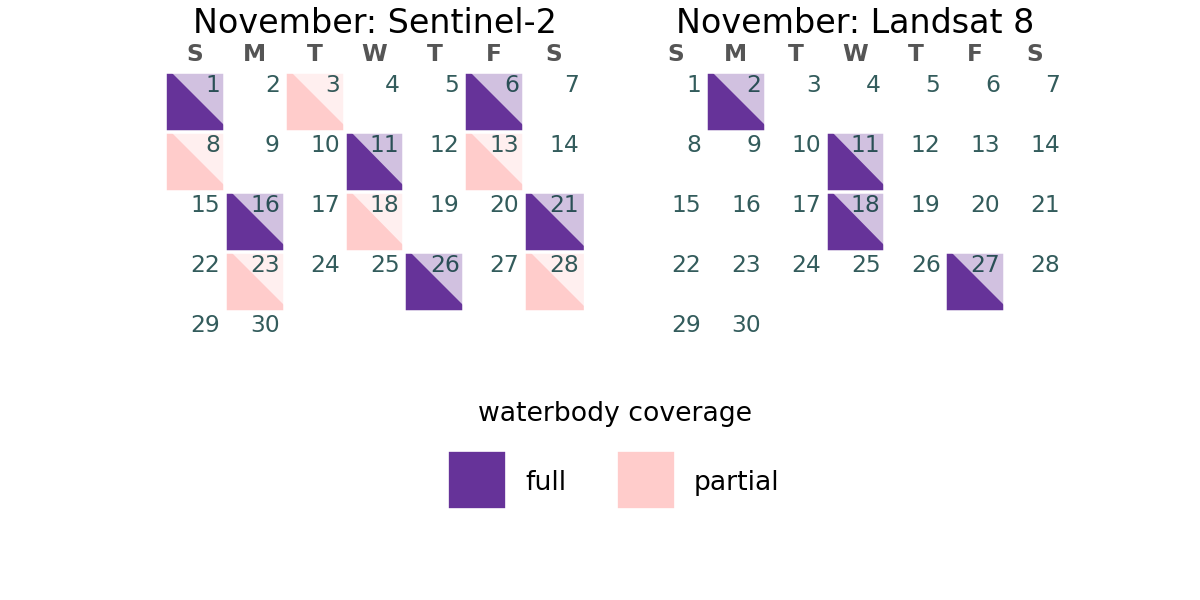 November: Sentinel-2
S M T W T F S
1 2 3 4 5 6 7
8 9 10 11 12 13 14
15 16 17 18 19 20 21
22 23 24 25 26 27 28
29 30
November: Landsat 8
S M T W T F S
1 2 3 4 5 6 7
8 9 10 11 12 13 14
15 16 17 18 19 20 21
22 23 24 25 26 27 28
29 30
waterbody coverage
full
partial